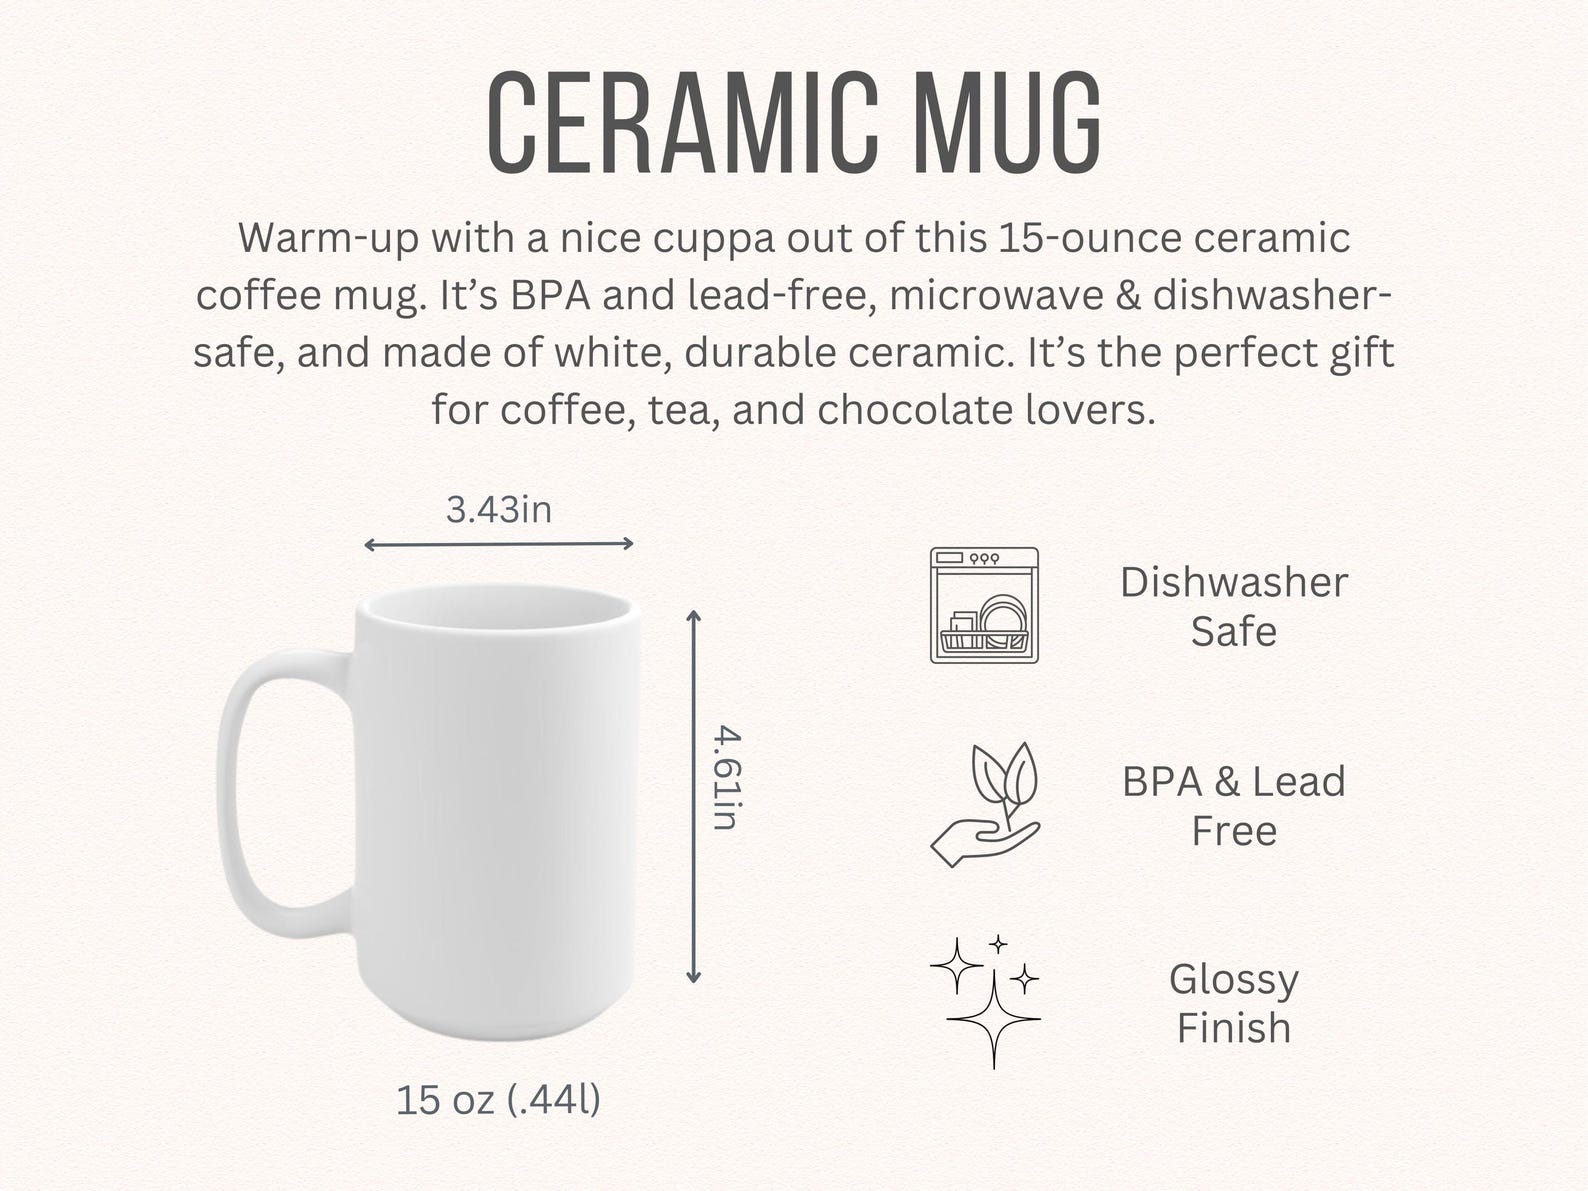 CERAMIC MUG
Warm-up with a nice cuppa out of this 15-ounce ceramic
coffee mug. It’s BPA and lead-free, microwave & dishwasher-
safe, and made of white, durable ceramic. It’s the perfect gift
for coffee, tea, and chocolate lovers.
3.43in
4.61in
15 oz (.44l)
Dishwasher
Safe
BPA & Lead
Free
Glossy
Finish